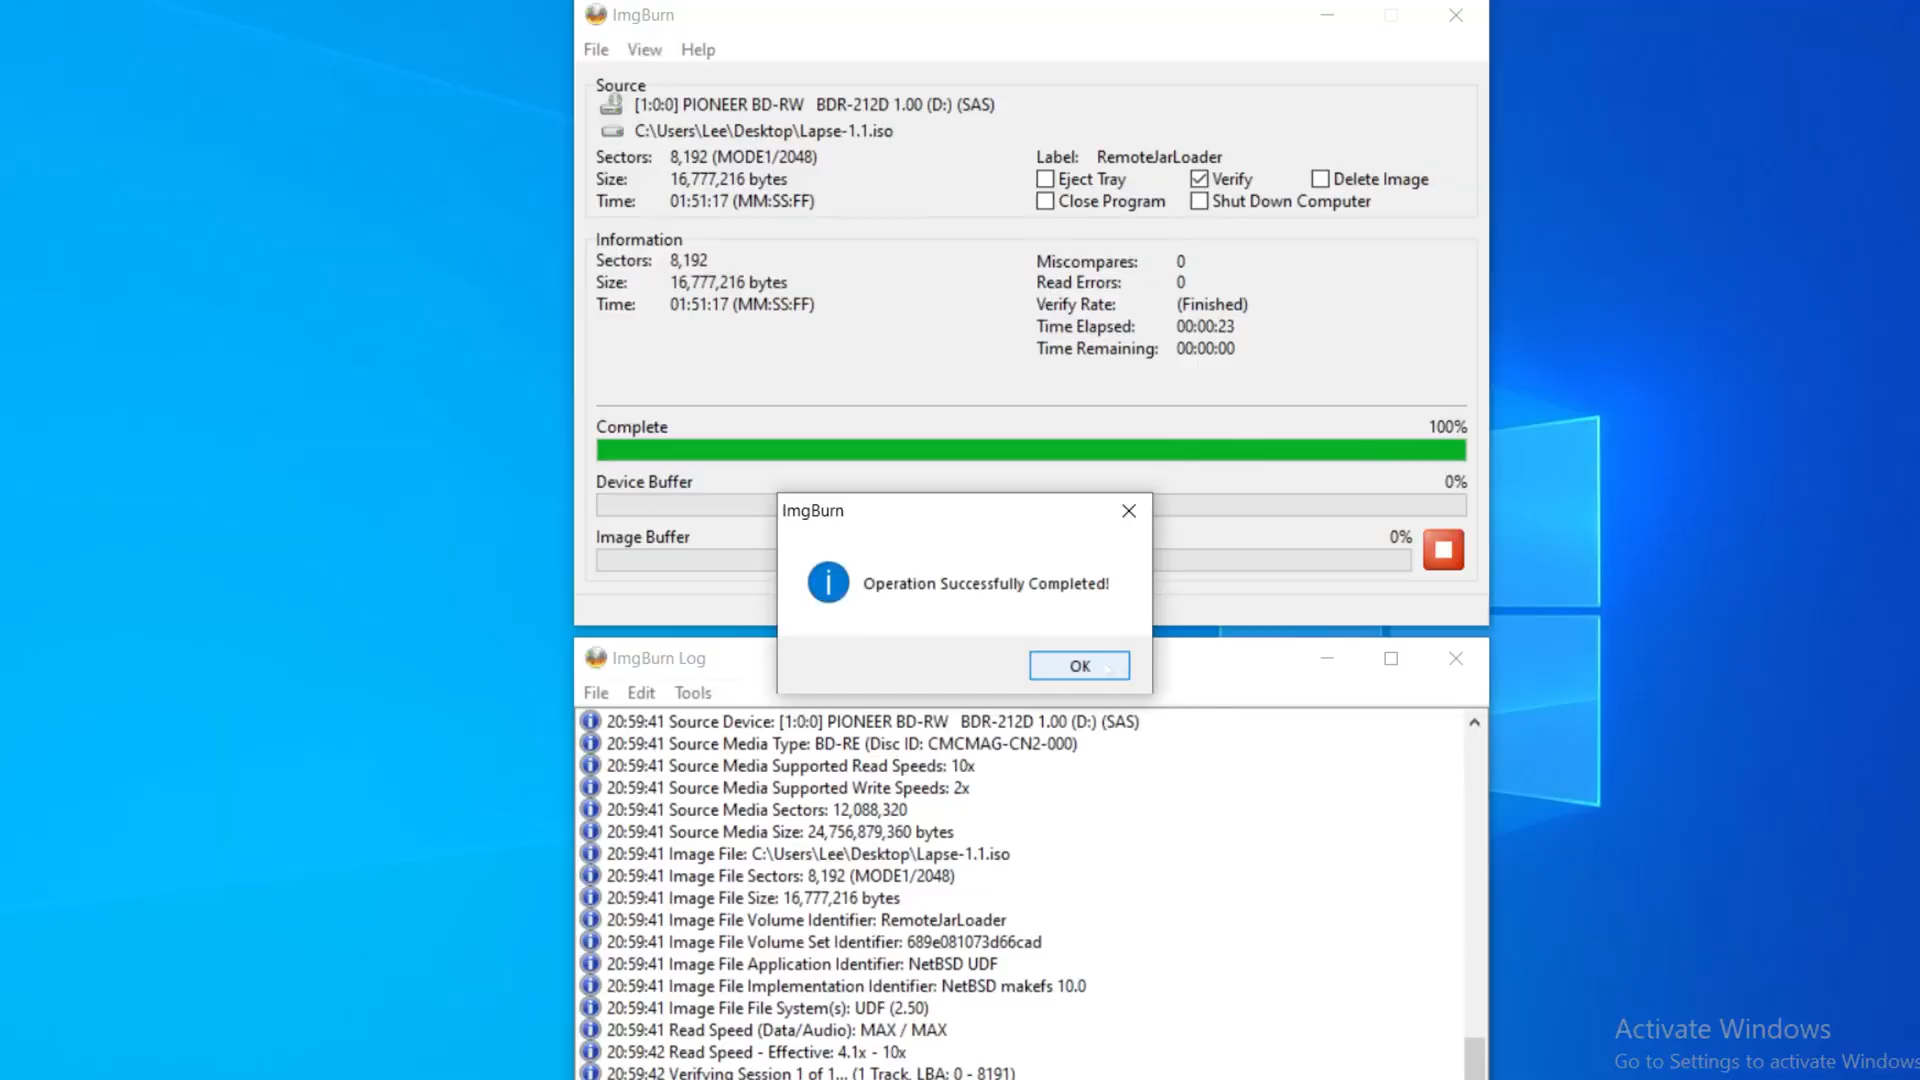 ImgBurn
File View Help
Source
[1:0:0] PIONEER BD-RW BDR-212D 1.00 (D:) (SAS)
C:\Users\Lee\Desktop\Lapse-1.1.iso
Sectors: 8,192 (MODE1/2048)
Label: RemoteJarLoader
Size: 16,777,216 bytes
Eject Tray Verify Delete Image
Time: 01:51:17 (MM:SS:FF)
Close Program Shut Down Computer
Information
Sectors: 8,192
Miscompares: 0
Size: 16,777,216 bytes
Read Errors: 0
Time: 01:51:17 (MM:SS:FF)
Verify Rate: (Finished)
Time Elapsed: 00:00:23
Time Remaining: 00:00:00
Complete 100%
Device Buffer 0%
Image Buffer 0%
ImgBurn
Operation Successfully Completed!
OK
ImgBurn Log
File Edit Tools
20:59:41 Source Device: [1:0:0] PIONEER BD-RW BDR-212D 1.00 (D:) (SAS)
20:59:41 Source Media Type: BD-RE (Disc ID: CMCMAG-CN2-000)
20:59:41 Source Media Supported Read Speeds: 10x
20:59:41 Source Media Supported Write Speeds: 2x
20:59:41 Source Media Sectors: 12,088,320
20:59:41 Source Media Size: 24,756,879,360 bytes
20:59:41 Image File: C:\Users\Lee\Desktop\Lapse-1.1.iso
20:59:41 Image File Sectors: 8,192 (MODE1/2048)
20:59:41 Image File Size: 16,777,216 bytes
20:59:41 Image File Volume Identifier: RemoteJarLoader
20:59:41 Image File Volume Set Identifier: 689e081073d66cad
20:59:41 Image File Application Identifier: NetBSD UDF
20:59:41 Image File Implementation Identifier: NetBSD makefs 10.0
20:59:41 Image File File System(s): UDF (2.50)
20:59:41 Read Speed (Data/Audio): MAX / MAX
20:59:42 Read Speed - Effective: 4.1x - 10x
20:59:42 Verifying Session 1 of 1... (1 Track, LBA: 0 - 8191)
Activate Windows
Go to Settings to activate Windows